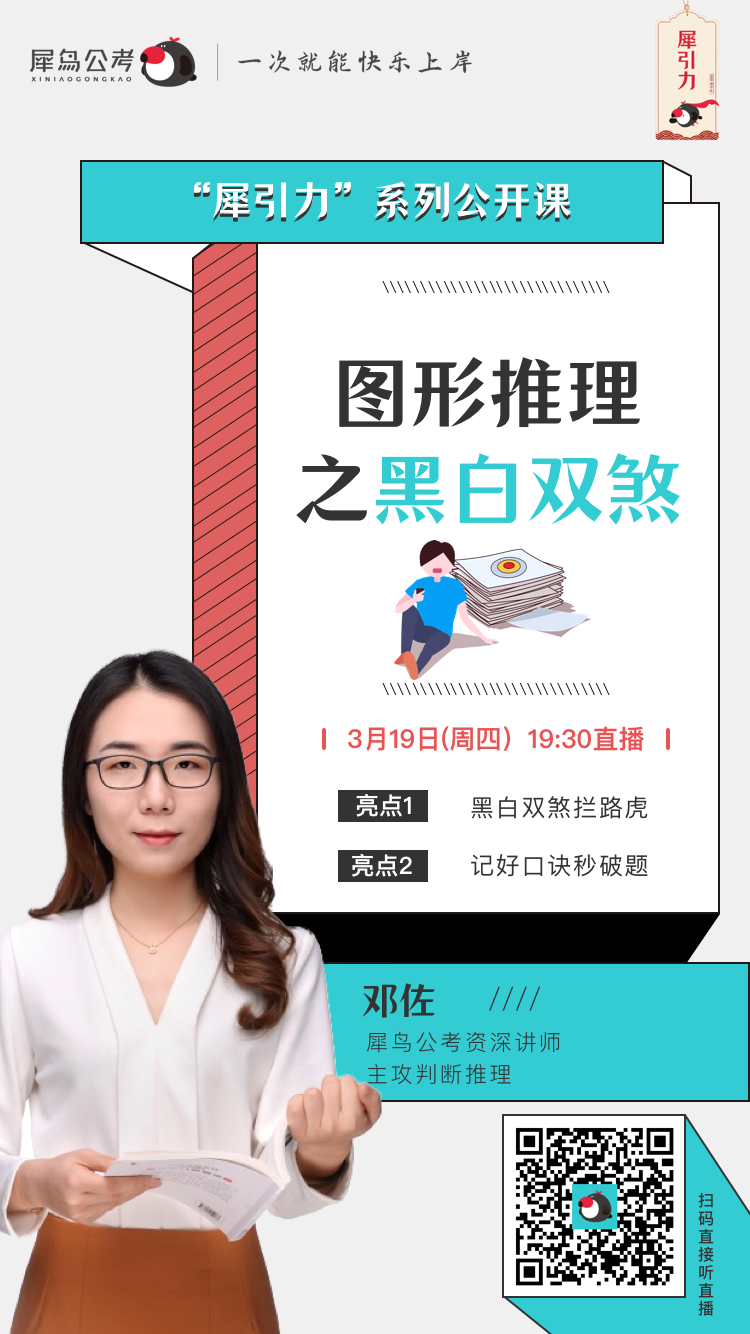 犀鸟公考
XINIAOGONGKAO
一次就能快乐上岸
犀引力
“犀引力”系列公开课
图形推理
之黑白双煞
3月19日(周四) 19:30直播
亮点1 黑白双煞拦路虎
亮点2 记好口诀秒破题
邓佐 ////
犀鸟公考资深讲师
主攻判断推理
扫码直接听直播